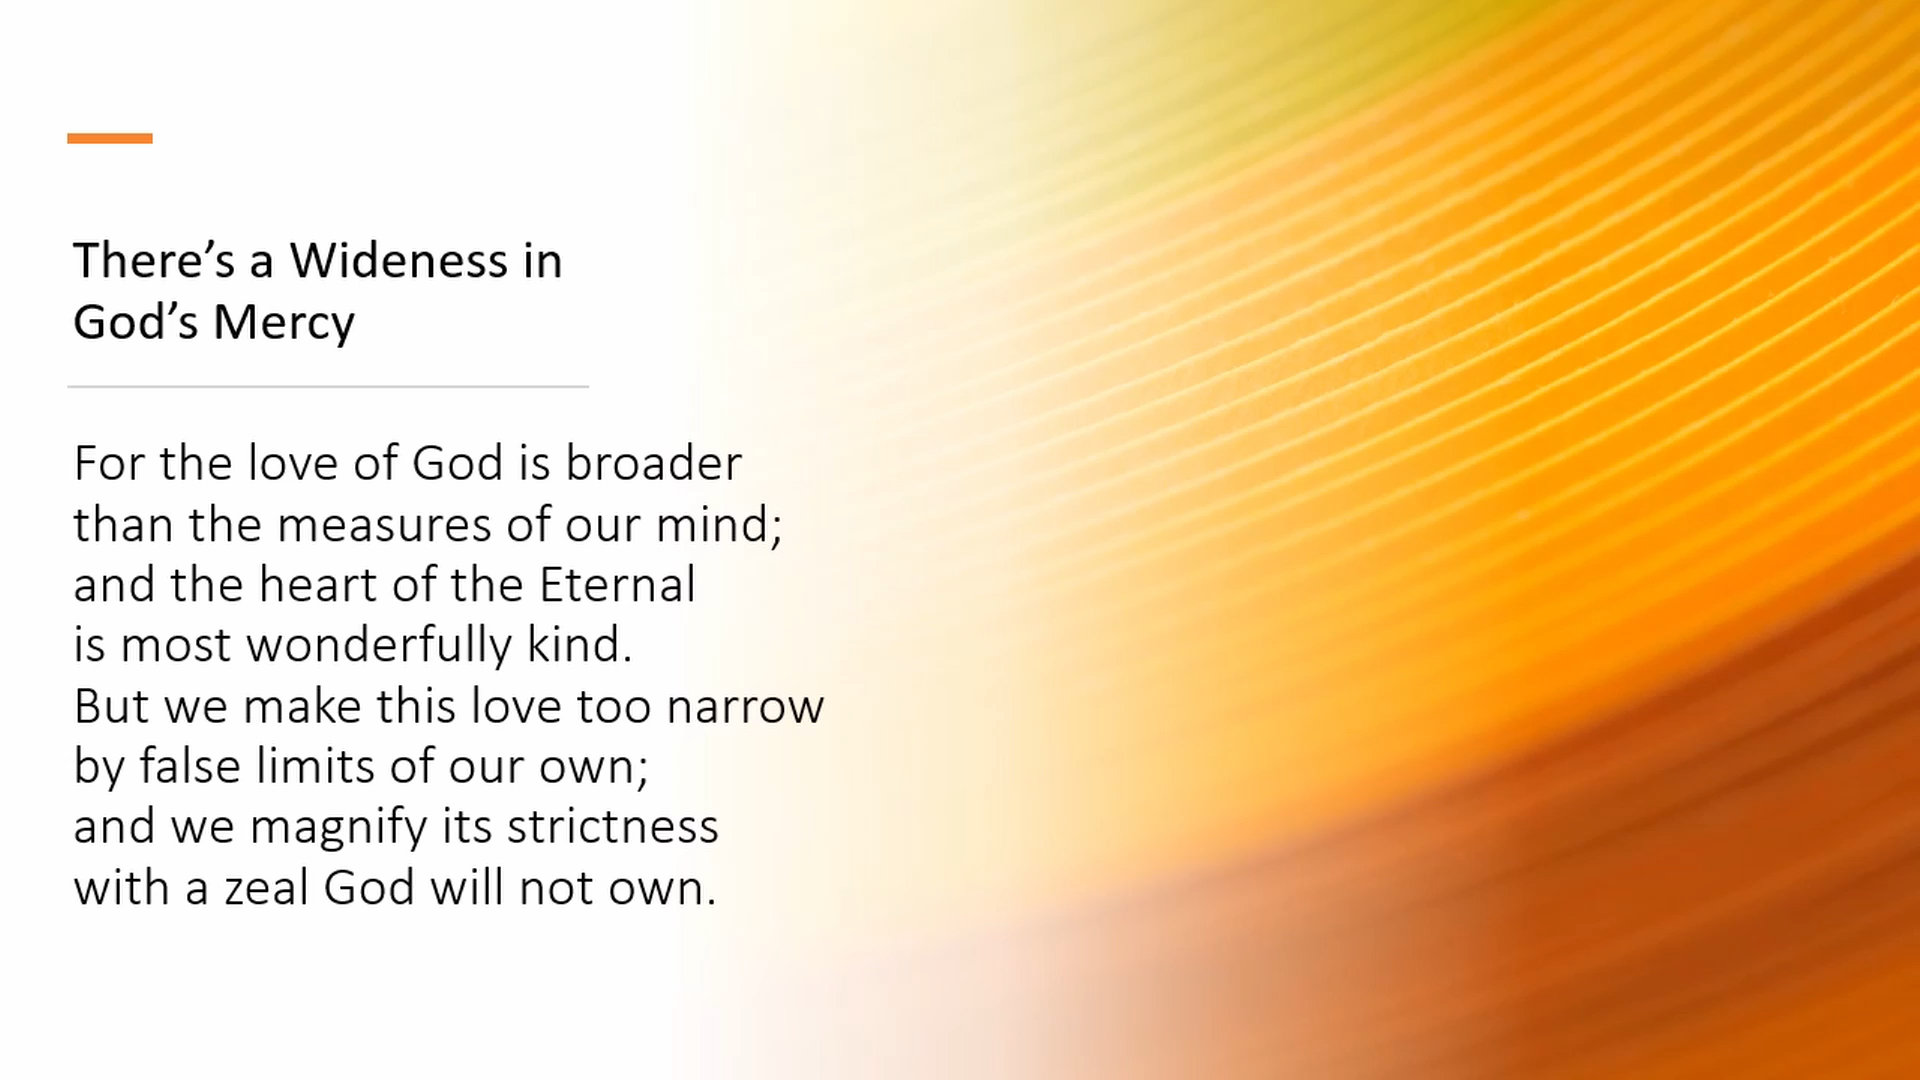 There’s a Wideness in
God’s Mercy
For the love of God is broader
than the measures of our mind;
and the heart of the Eternal
is most wonderfully kind.
But we make this love too narrow
by false limits of our own;
and we magnify its strictness
with a zeal God will not own.